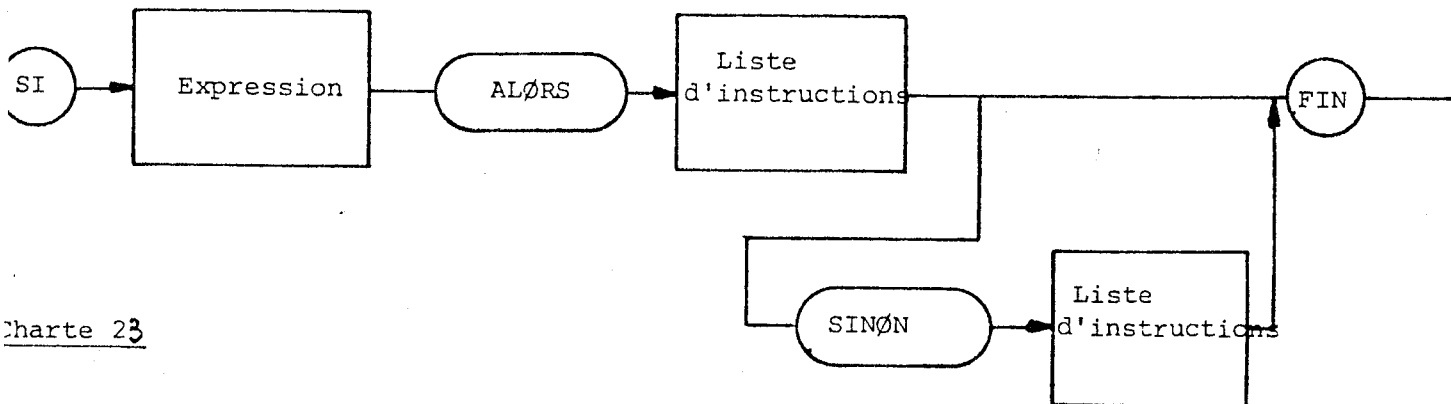 SI
Expression
ALØRS
Liste
d'instructions
FIN
SINØN
Liste
d'instructions
Charte 23